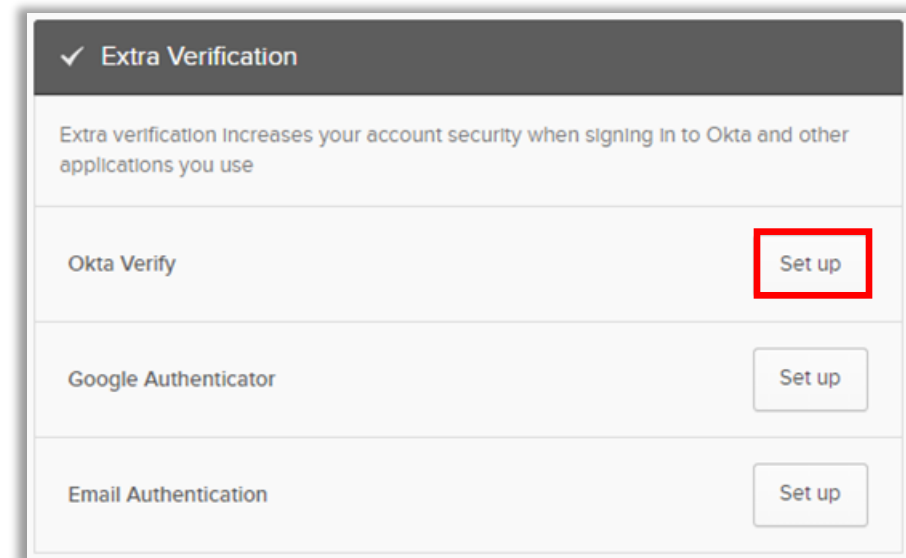 Extra Verification
Extra verification increases your account security when signing in to Okta and other
applications you use
Okta Verify Set up
Google Authenticator Set up
Email Authentication Set up